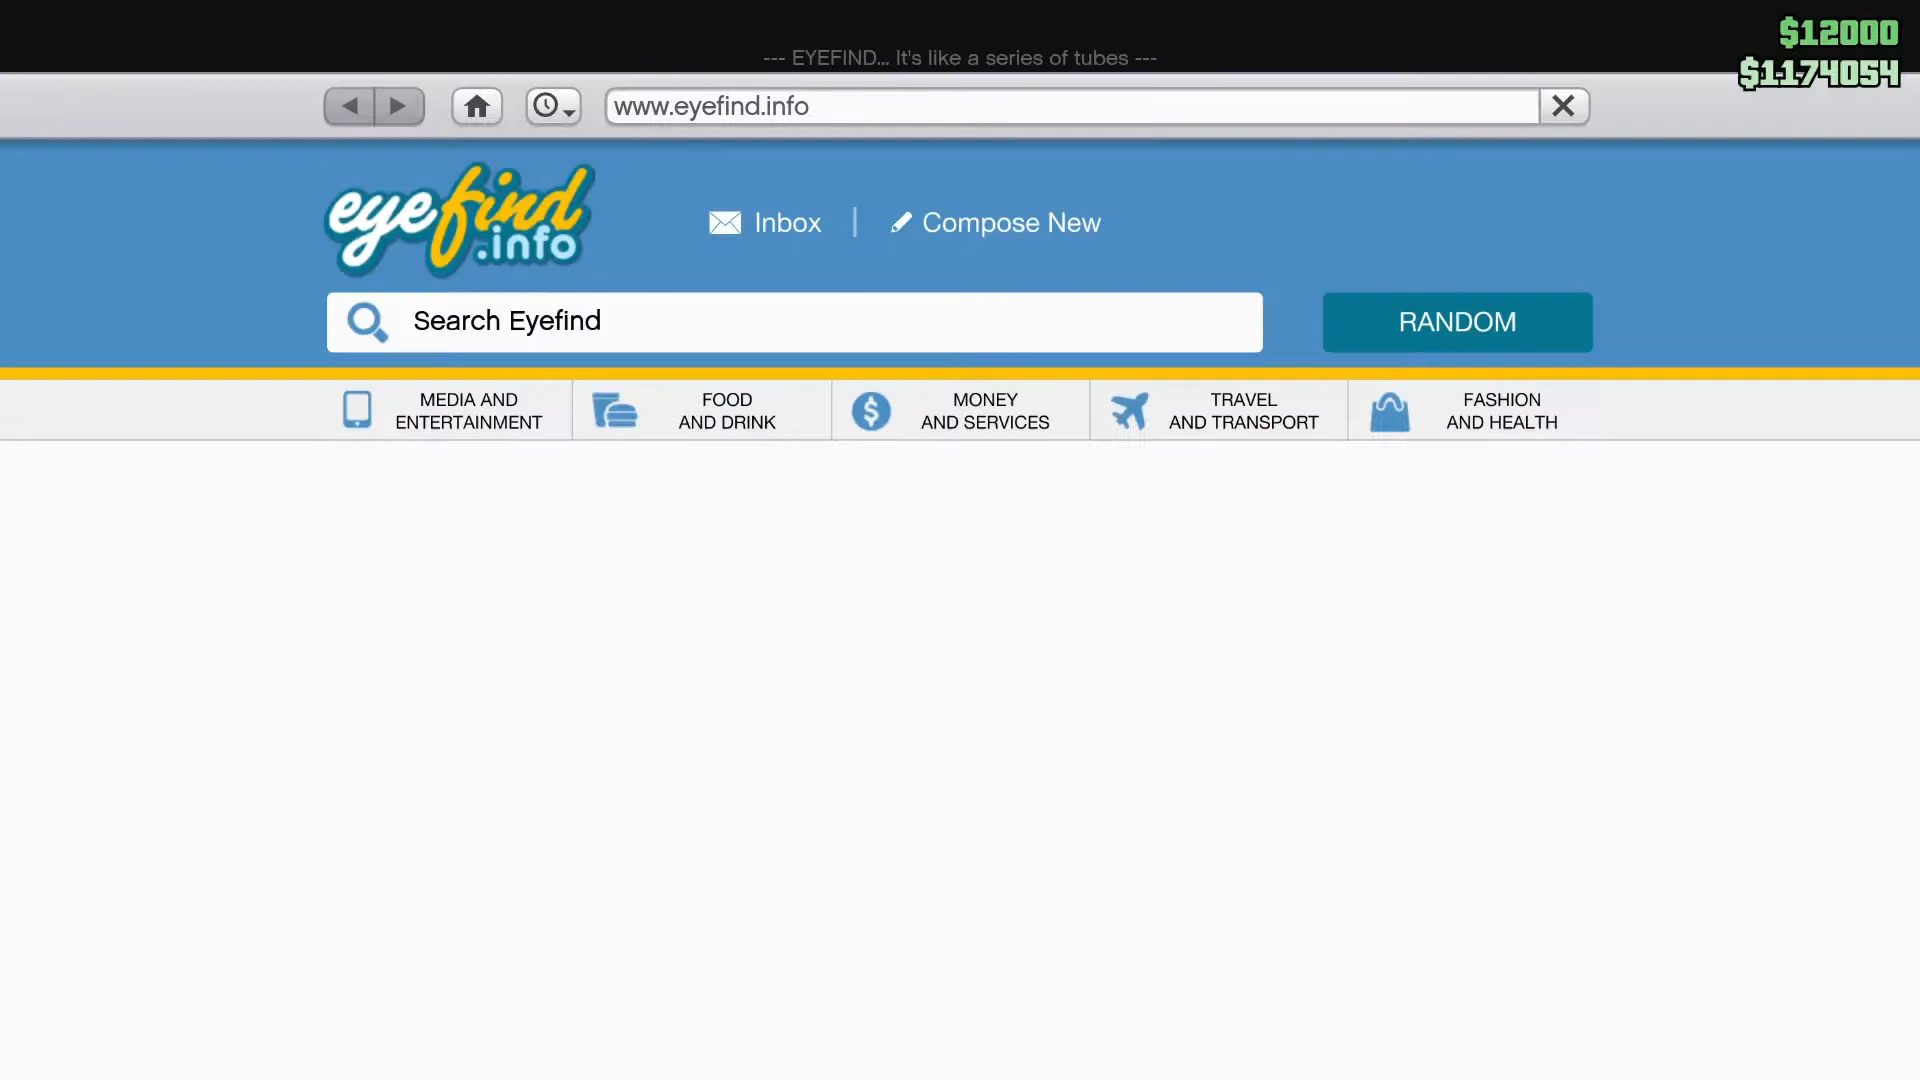 $12000
--- EYEFIND... It's like a series of tubes ---
$1174054
www.eyefind.info
eyefind
.info
Inbox
Compose New
Search Eyefind
RANDOM
MEDIA AND
ENTERTAINMENT
FOOD
AND DRINK
MONEY
AND SERVICES
TRAVEL
AND TRANSPORT
FASHION
AND HEALTH